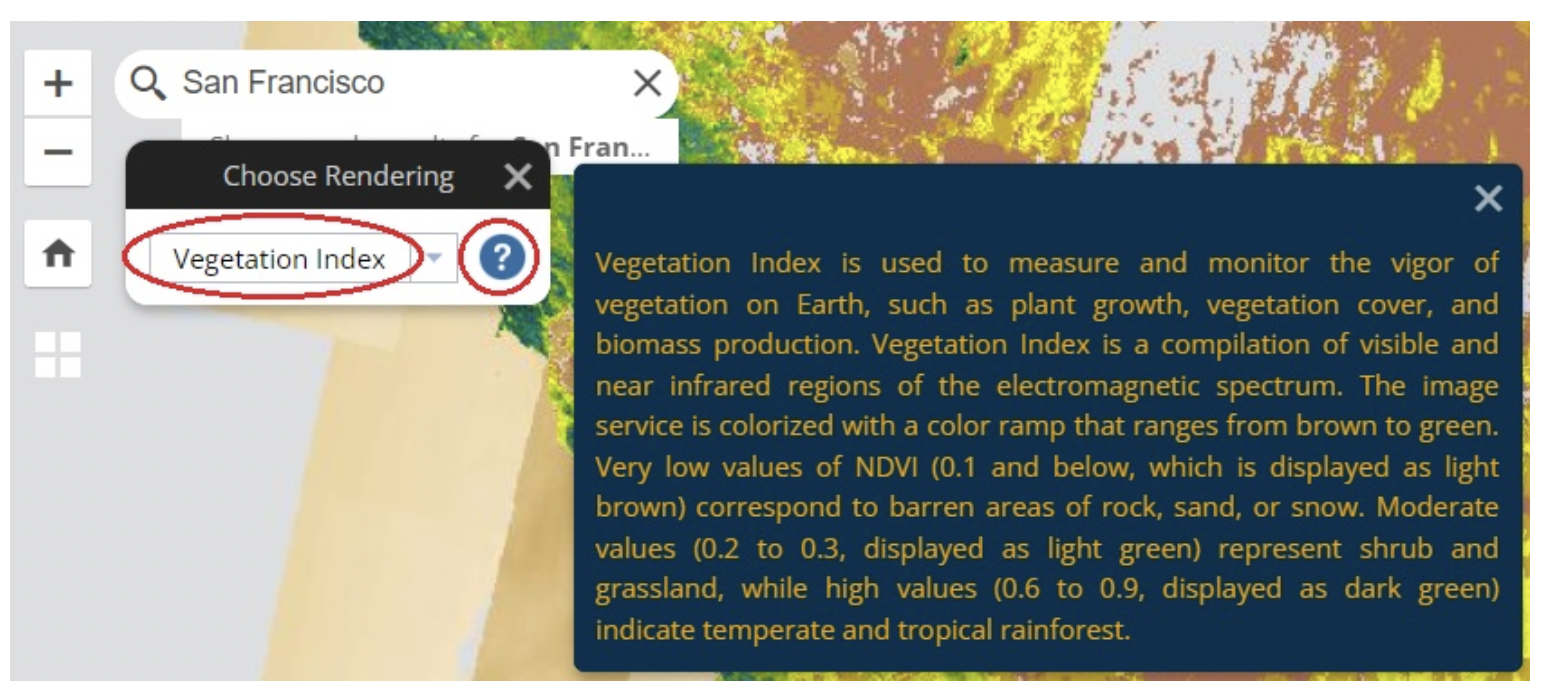 +
San Francisco
−
San Fran...
Choose Rendering
Vegetation Index
?
Vegetation Index is used to measure and monitor the vigor of
vegetation on Earth, such as plant growth, vegetation cover, and
biomass production. Vegetation Index is a compilation of visible and
near infrared regions of the electromagnetic spectrum. The image
service is colorized with a color ramp that ranges from brown to green.
Very low values of NDVI (0.1 and below, which is displayed as light
brown) correspond to barren areas of rock, sand, or snow. Moderate
values (0.2 to 0.3, displayed as light green) represent shrub and
grassland, while high values (0.6 to 0.9, displayed as dark green)
indicate temperate and tropical rainforest.